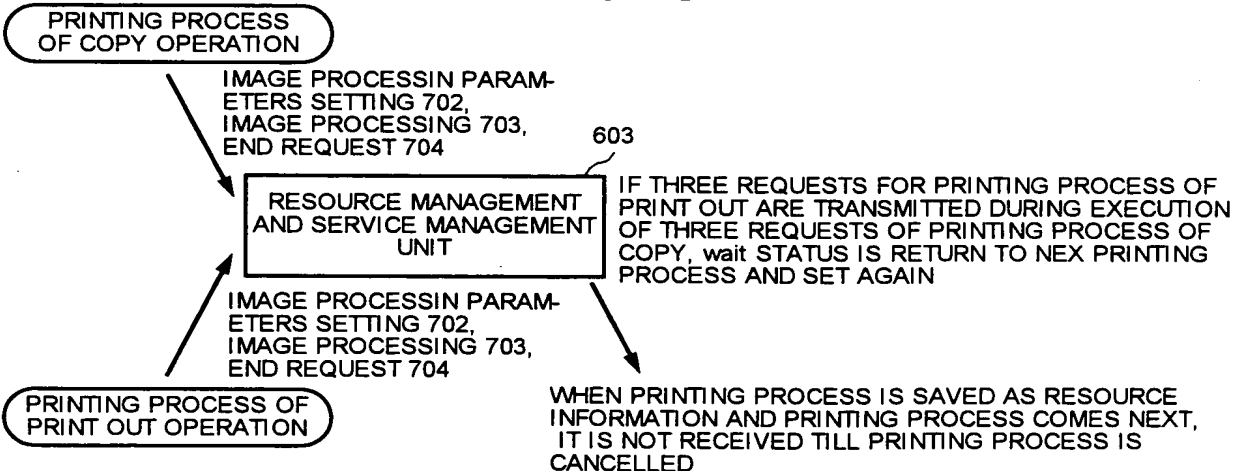 PRINTING PROCESS
OF COPY OPERATION
IMAGE PROCESSIN PARAM-
ETERS SETTING 702,
IMAGE PROCESSING 703,
END REQUEST 704
603
RESOURCE MANAGEMENT
AND SERVICE MANAGEMENT
UNIT
IF THREE REQUESTS FOR PRINTING PROCESS OF
PRINT OUT ARE TRANSMITTED DURING EXECUTION
OF THREE REQUESTS OF PRINTING PROCESS OF
COPY, wait STATUS IS RETURN TO NEX PRINTING
PROCESS AND SET AGAIN
IMAGE PROCESSIN PARAM-
ETERS SETTING 702,
IMAGE PROCESSING 703,
END REQUEST 704
PRINTING PROCESS OF
PRINT OUT OPERATION
WHEN PRINTING PROCESS IS SAVED AS RESOURCE
INFORMATION AND PRINTING PROCESS COMES NEXT,
IT IS NOT RECEIVED TILL PRINTING PROCESS IS
CANCELLED